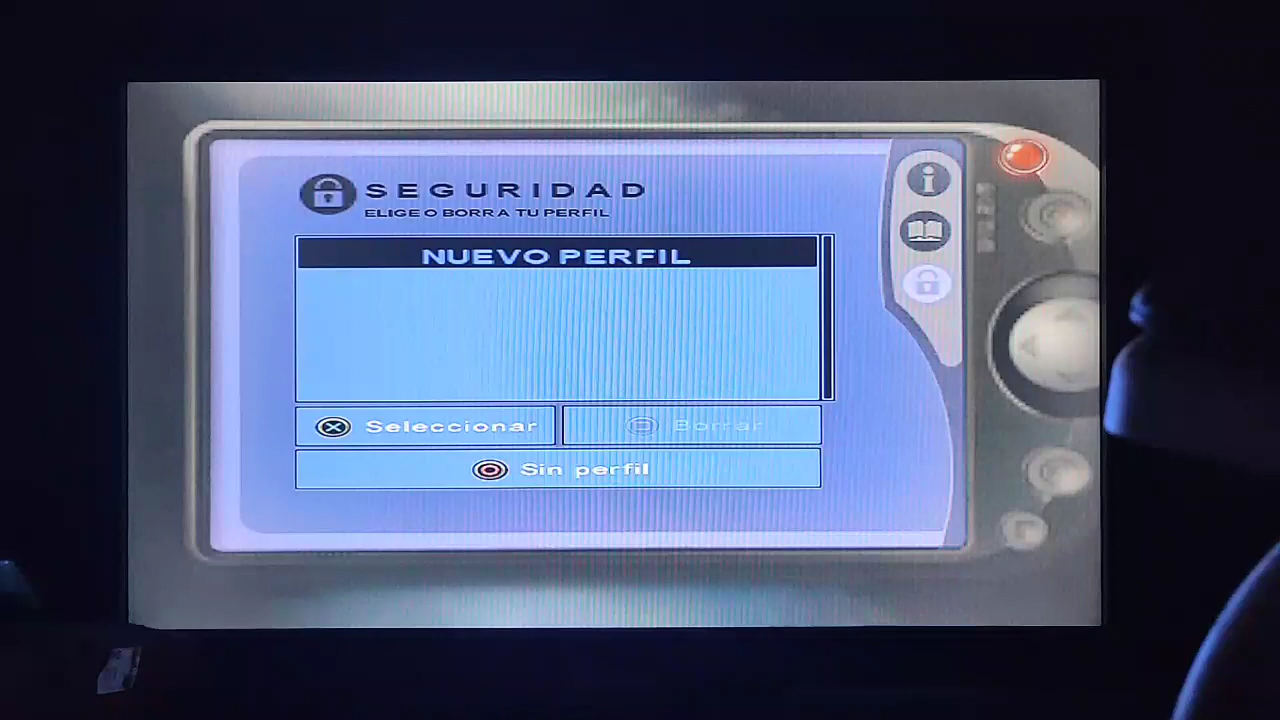 SEGURIDAD
ELIGE O BORRA TU PERFIL
NUEVO PERFIL
Seleccionar
Borrar
Sin perfil